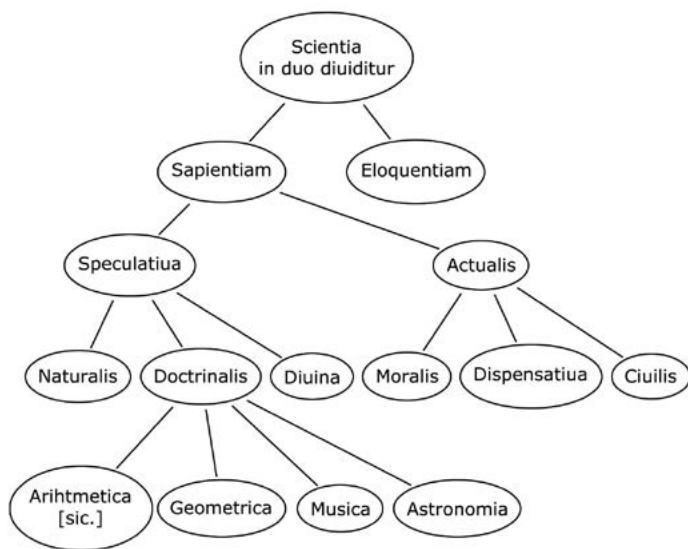 Scientia
in duo diuiditur
Sapientiam
Eloquentiam
Speculatiua
Actualis
Naturalis
Doctrinalis
Diuina
Moralis
Dispensatiua
Ciuilis
Arihtmetica
[sic.]
Geometrica
Musica
Astronomia